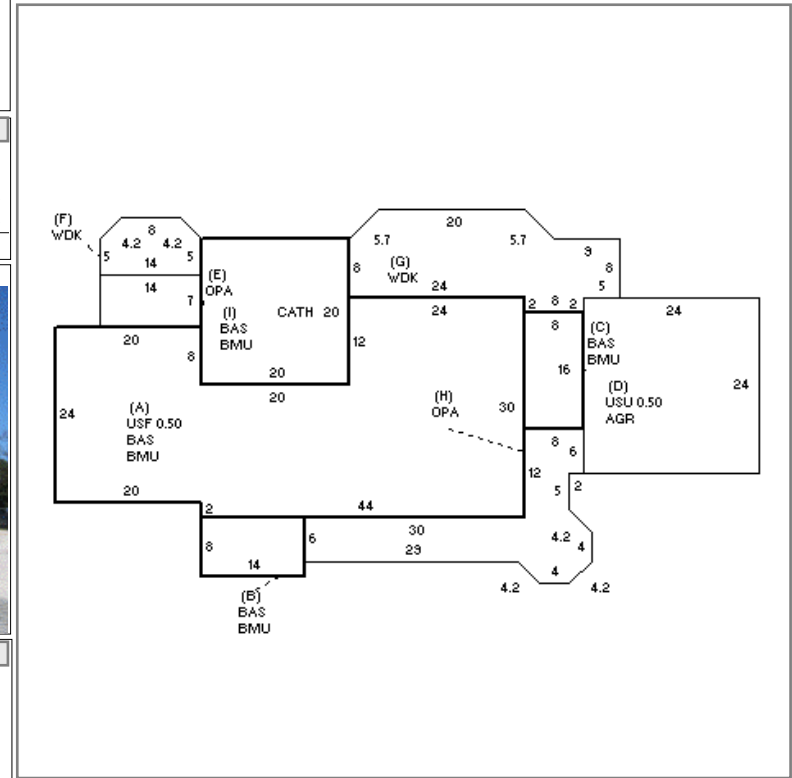 (F)
WDK
8
4.2 4.2
5 14 5
14
7
(E)
OPA
(I)
BAS
BMU
CATH 20
20
20
5.7 5.7
8
(G)
WDK
24
24
9
8
5
2 8 2
8
16
(C)
BAS
BMU
24
24
(D)
USU 0.50
AGR
20
8
12
24
(A)
USF 0.50
BAS
BMU
20
20
(H)
OPA
30
8
6
12
5 2
2
44
8
14
6
30
29
4.2 4
4
4.2 4.2
(B)
BAS
BMU